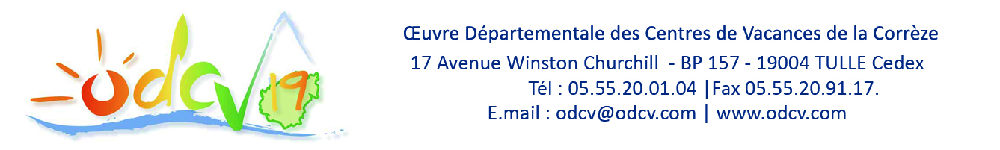 odcv 19
Œuvre Départementale des Centres de Vacances de la Corrèze
17 Avenue Winston Churchill - BP 157 - 19004 TULLE Cedex
Tél : 05.55.20.01.04 |Fax 05.55.20.91.17.
E.mail : odcv@odcv.com | www.odcv.com